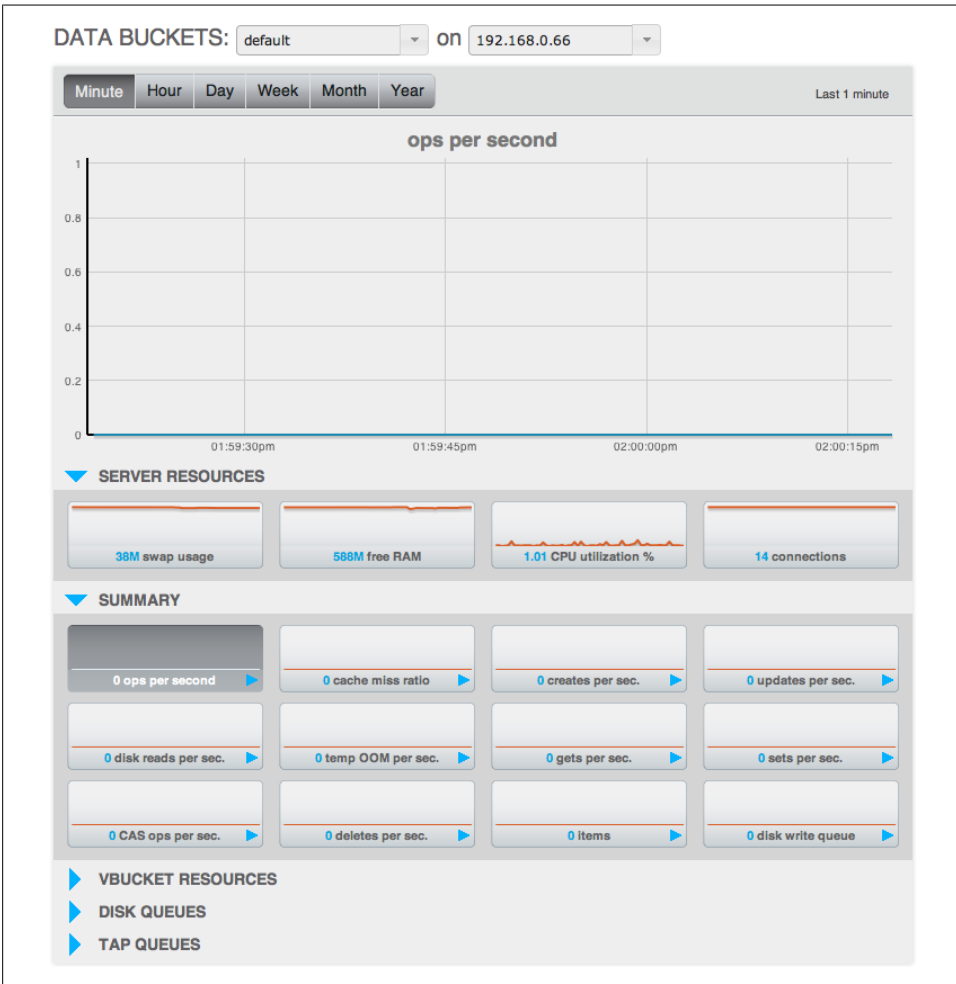 DATA BUCKETS: default on 192.168.0.66
Minute Hour Day Week Month Year Last 1 minute
ops per second
1
0.8
0.6
0.4
0.2
0
01:59:30pm 01:59:45pm 02:00:00pm 02:00:15pm
SERVER RESOURCES
38M swap usage 588M free RAM 1.01 CPU utilization % 14 connections
SUMMARY
0 ops per second 0 cache miss ratio 0 creates per sec. 0 updates per sec.
0 disk reads per sec. 0 temp OOM per sec. 0 gets per sec. 0 sets per sec.
0 CAS ops per sec. 0 deletes per sec. 0 items 0 disk write queue
VBUCKET RESOURCES
DISK QUEUES
TAP QUEUES